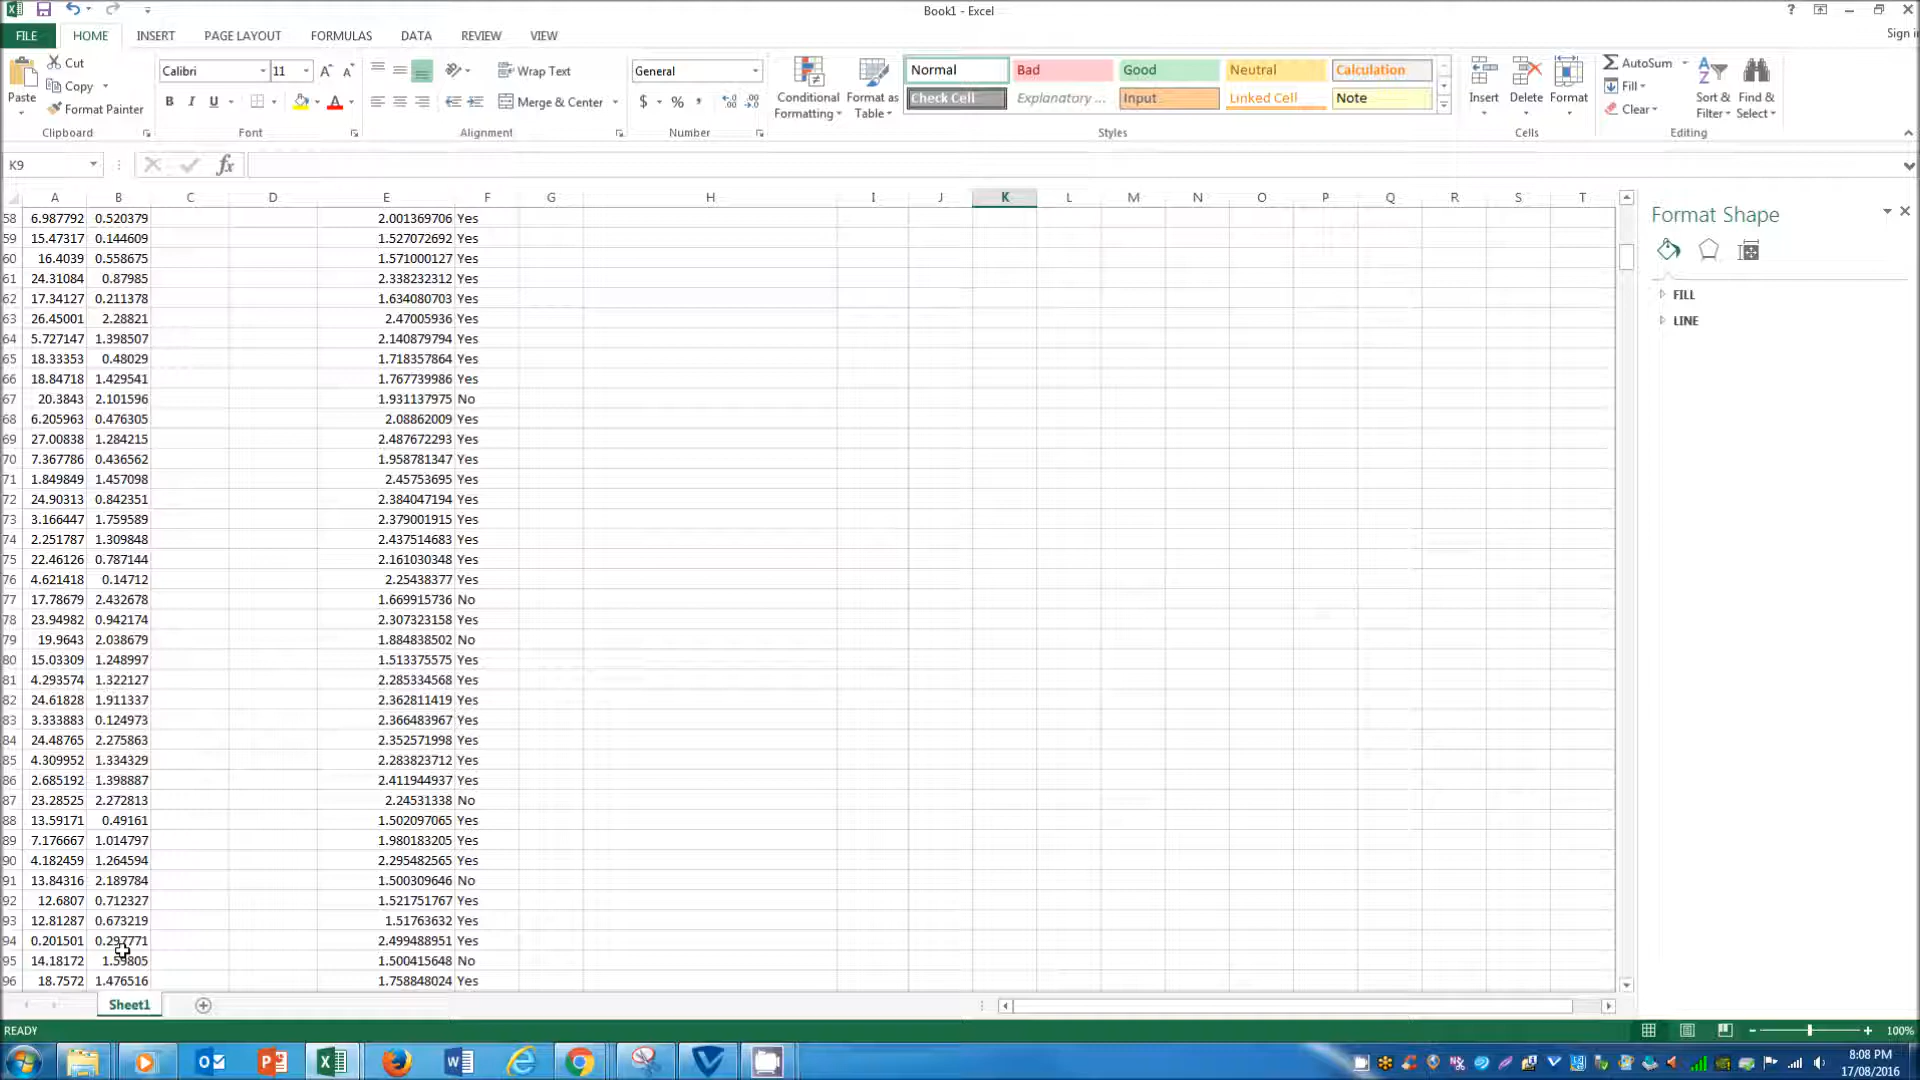 Book1 - Excel
FILE HOME INSERT PAGE LAYOUT FORMULAS DATA REVIEW VIEW
Paste
Cut
Copy
Format Painter
Clipboard
Calibri 11
B I U
Font
Wrap Text
Merge & Center
Alignment
General
$ %
Number
Conditional
Formatting
Format as
Table
Normal Bad Good Neutral Calculation
Check Cell Explanatory ... Input Linked Cell Note
Styles
Insert Delete Format
Cells
AutoSum
Fill
Clear
Sort &
Filter
Find &
Select
Editing
K9
fx
A B C D E F G H I J K L M N O P Q R S T
58 6.987792 0.520379 2.001369706 Yes
59 15.47317 0.144609 1.527072692 Yes
60 16.4039 0.558675 1.571000127 Yes
61 24.31084 0.87985 2.338232312 Yes
62 17.34127 0.211378 1.634080703 Yes
63 26.45001 2.28821 2.47005936 Yes
64 5.727147 1.398507 2.140879794 Yes
65 18.33353 0.48029 1.718357864 Yes
66 18.84718 1.429541 1.767739986 Yes
67 20.3843 2.101596 1.931137975 No
68 6.205963 0.476305 2.08862009 Yes
69 27.00838 1.284215 2.487672293 Yes
70 7.367786 0.436562 1.958781347 Yes
71 1.849849 1.457098 2.45753695 Yes
72 24.90313 0.842351 2.384047194 Yes
73 3.166447 1.759589 2.379001915 Yes
74 2.251787 1.309848 2.437514683 Yes
75 22.46126 0.787144 2.161030348 Yes
76 4.621418 0.14712 2.25438377 Yes
77 17.78679 2.432678 1.669915736 No
78 23.94982 0.942174 2.307323158 Yes
79 19.9643 2.038679 1.884838502 No
80 15.03309 1.248997 1.513375575 Yes
81 4.293574 1.322127 2.285334568 Yes
82 24.61828 1.911337 2.362811419 Yes
83 3.333883 0.124973 2.366483967 Yes
84 24.48765 2.275863 2.352571998 Yes
85 4.309952 1.334329 2.283823712 Yes
86 2.685192 1.398887 2.411944937 Yes
87 23.28525 2.272813 2.24531338 No
88 13.59171 0.49161 1.502097065 Yes
89 7.176667 1.014797 1.980183205 Yes
90 4.182459 1.264594 2.295482565 Yes
91 13.84316 2.189784 1.500309646 No
92 12.6807 0.712327 1.521751767 Yes
93 12.81287 0.673219 1.51763632 Yes
94 0.201501 0.297771 2.499488951 Yes
95 14.18172 1.59805 1.500415648 No
96 18.7572 1.476516 1.758848024 Yes
Format Shape
FILL
LINE
Sheet1
READY
100%
8:08 PM
17/08/2016